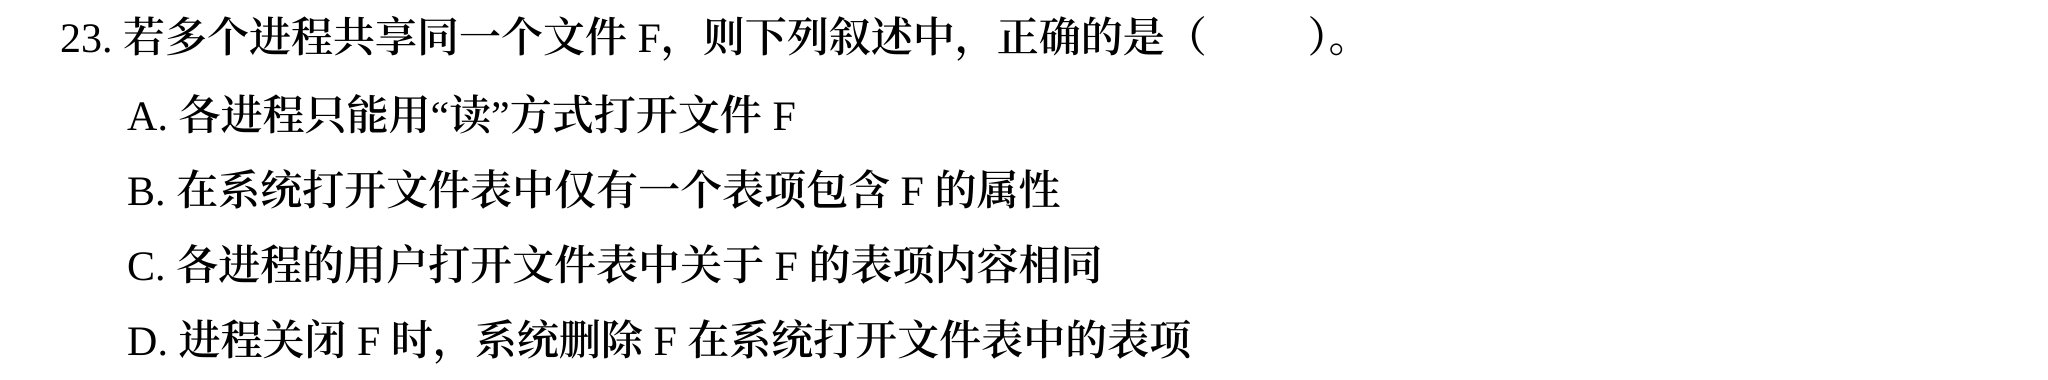 23. 若多个进程共享同一个文件 F，则下列叙述中，正确的是（　　）。
A. 各进程只能用“读”方式打开文件 F
B. 在系统打开文件表中仅有一个表项包含 F 的属性
C. 各进程的用户打开文件表中关于 F 的表项内容相同
D. 进程关闭 F 时，系统删除 F 在系统打开文件表中的表项